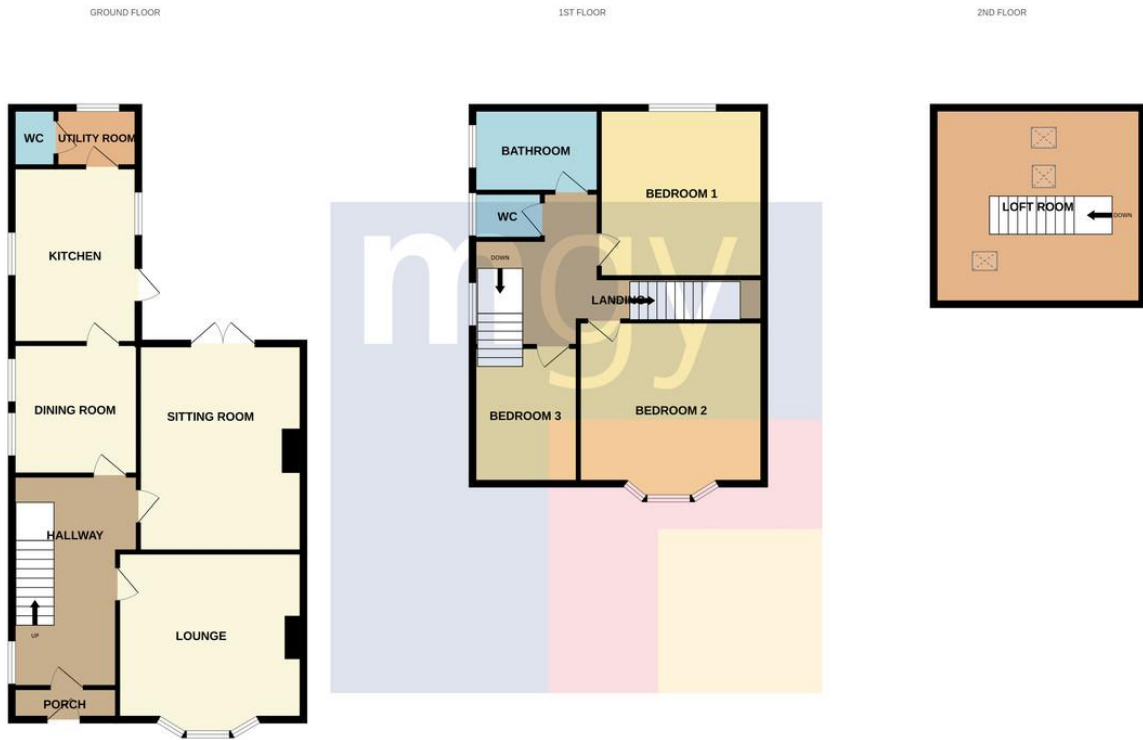 GROUND FLOOR
1ST FLOOR
2ND FLOOR
WC
UTILITY ROOM
KITCHEN
DINING ROOM
SITTING ROOM
HALLWAY
UP
LOUNGE
PORCH
BATHROOM
BEDROOM 1
WC
DOWN
LANDING
BEDROOM 3
BEDROOM 2
mgy
LOFT ROOM
DOWN